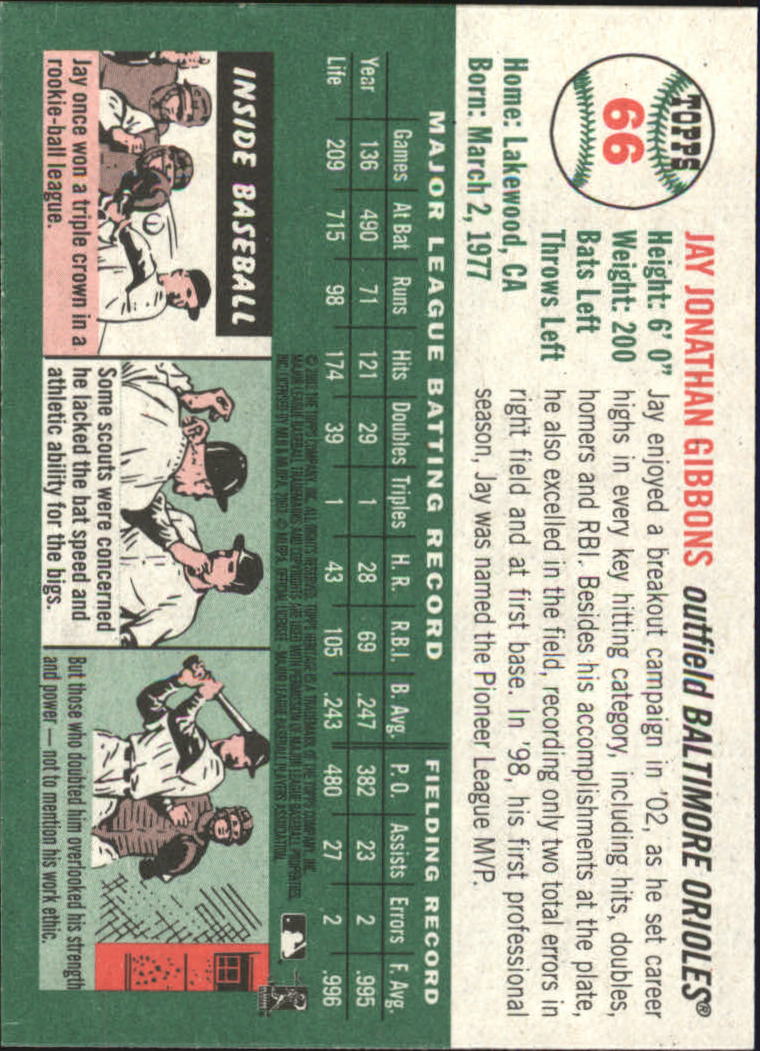 TOPPS
66
JAY JONATHAN GIBBONS outfield BALTIMORE ORIOLES®
Height: 6' 0"
Weight: 200
Bats Left
Throws Left
Home: Lakewood, CA
Born: March 2, 1977
Jay enjoyed a breakout campaign in '02, as he set career
highs in every key hitting category, including hits, doubles,
homers and RBI. Besides his accomplishments at the plate,
he also excelled in the field, recording only two total errors in
right field and at first base. In '98, his first professional
season, Jay was named the Pioneer League MVP.
MAJOR LEAGUE BATTING RECORD FIELDING RECORD
Games At Bat Runs Hits Doubles Triples H. R. R.B.I. B. Avg. P. O. Assists Errors F. Avg.
Year 136 490 71 121 29 1 28 69 .247 382 23 2 .995
Life 209 715 98 174 39 1 43 105 .243 480 27 2 .996
INSIDE BASEBALL
Jay once won a triple crown in a
rookie-ball league.
Some scouts were concerned
he lacked the bat speed and
athletic ability for the bigs.
But those who doubted him overlooked his strength
and power — not to mention his work ethic.